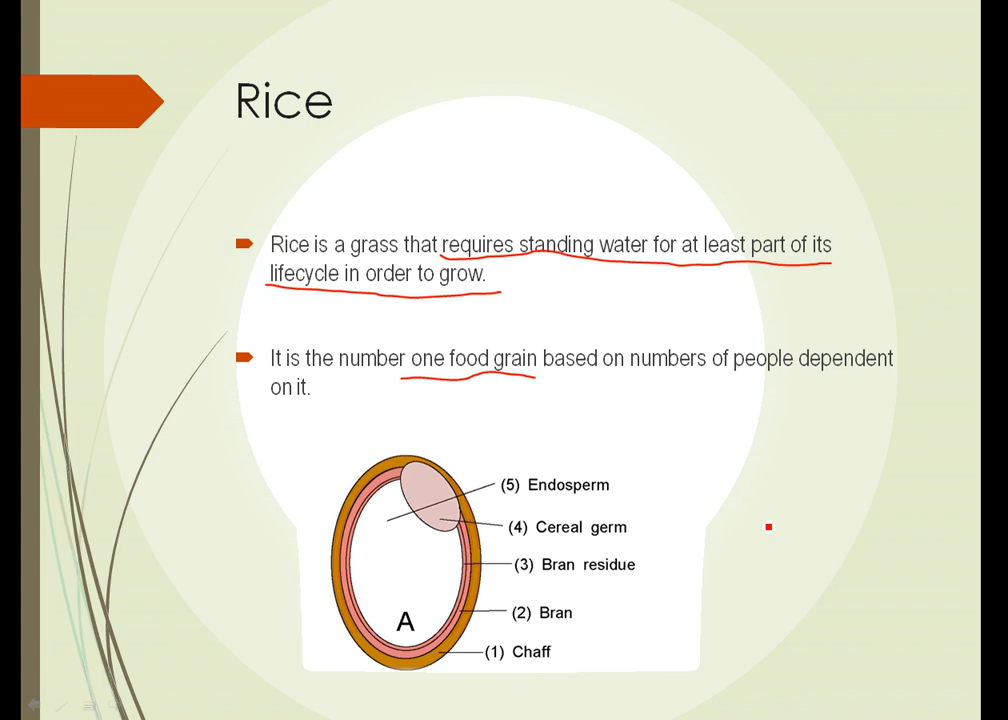 Rice
Rice is a grass that requires standing water for at least part of its
lifecycle in order to grow.
It is the number one food grain based on numbers of people dependent
on it.
(5) Endosperm
(4) Cereal germ
(3) Bran residue
(2) Bran
A
(1) Chaff